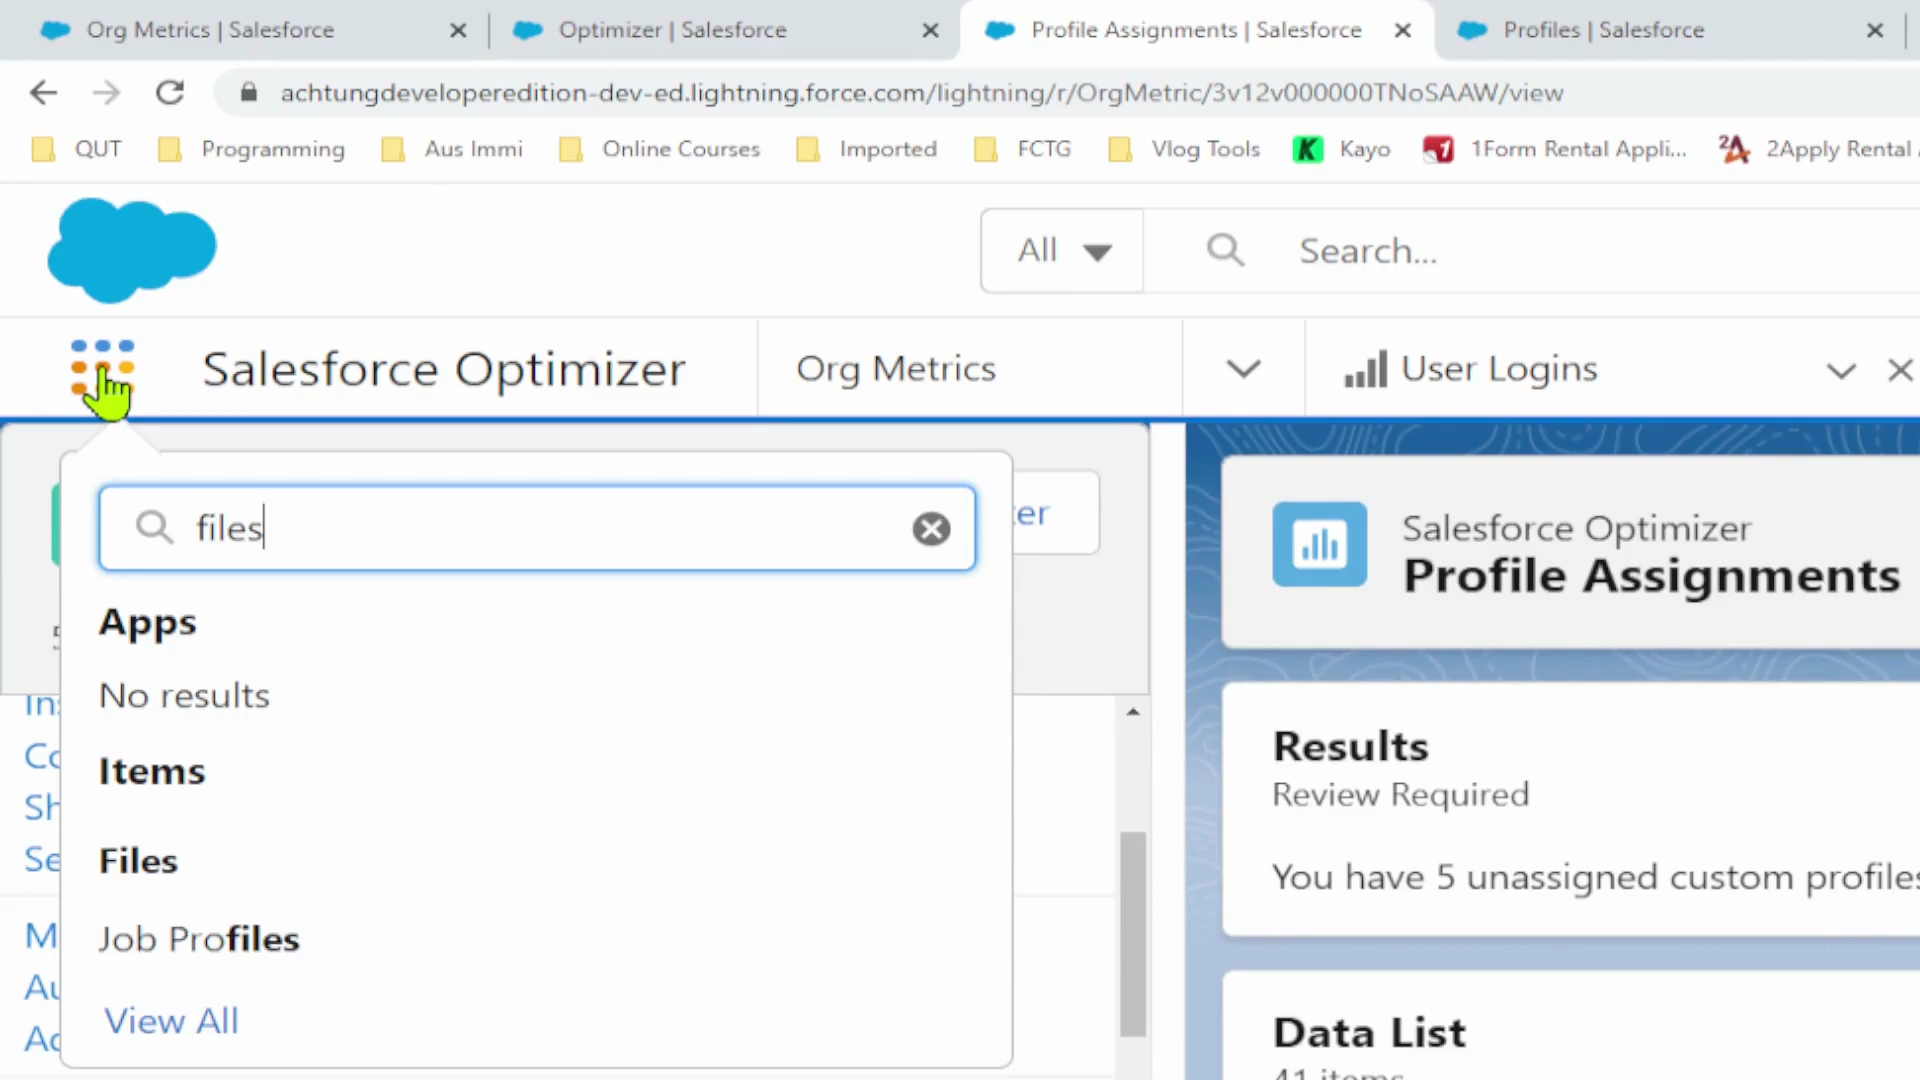 Org Metrics | Salesforce
Optimizer | Salesforce
Profile Assignments | Salesforce
Profiles | Salesforce
achtungdeveloperedition-dev-ed.lightning.force.com/lightning/r/OrgMetric/3v12v000000TNoSAAW/view
QUT
Programming
Aus Immi
Online Courses
Imported
FCTG
Vlog Tools
Kayo
1Form Rental Appli...
2Apply Rental
All
Search...
Salesforce Optimizer
Org Metrics
User Logins
files
Apps
No results
Items
Files
Job Profiles
View All
Salesforce Optimizer
Profile Assignments
Results
Review Required
You have 5 unassigned custom profiles
Data List
41 items